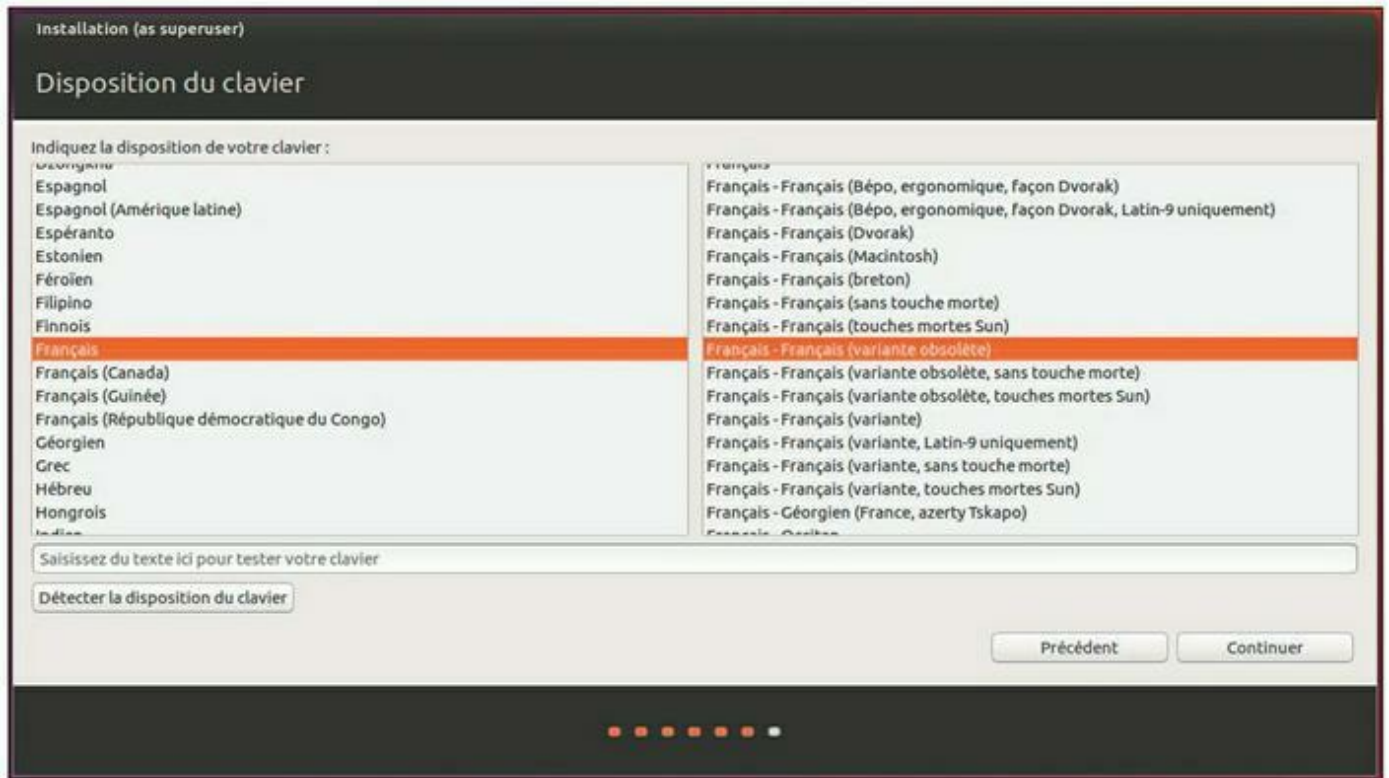 Installation (as superuser)
Disposition du clavier
Indiquez la disposition de votre clavier :
Espagnol
Espagnol (Amérique latine)
Espéranto
Estonien
Féroïen
Filipino
Finnois
Français
Français (Canada)
Français (Guinée)
Français (République démocratique du Congo)
Géorgien
Grec
Hébreu
Hongrois
Français
Français - Français (Bépo, ergonomique, façon Dvorak)
Français - Français (Bépo, ergonomique, façon Dvorak, Latin-9 uniquement)
Français - Français (Dvorak)
Français - Français (Macintosh)
Français - Français (breton)
Français - Français (sans touche morte)
Français - Français (touches mortes Sun)
Français - Français (variante obsolète)
Français - Français (variante obsolète, sans touche morte)
Français - Français (variante obsolète, touches mortes Sun)
Français - Français (variante)
Français - Français (variante, Latin-9 uniquement)
Français - Français (variante, sans touche morte)
Français - Français (variante, touches mortes Sun)
Français - Géorgien (France, azerty Tskapo)
Saisissez du texte ici pour tester votre clavier
Détecter la disposition du clavier
Précédent
Continuer